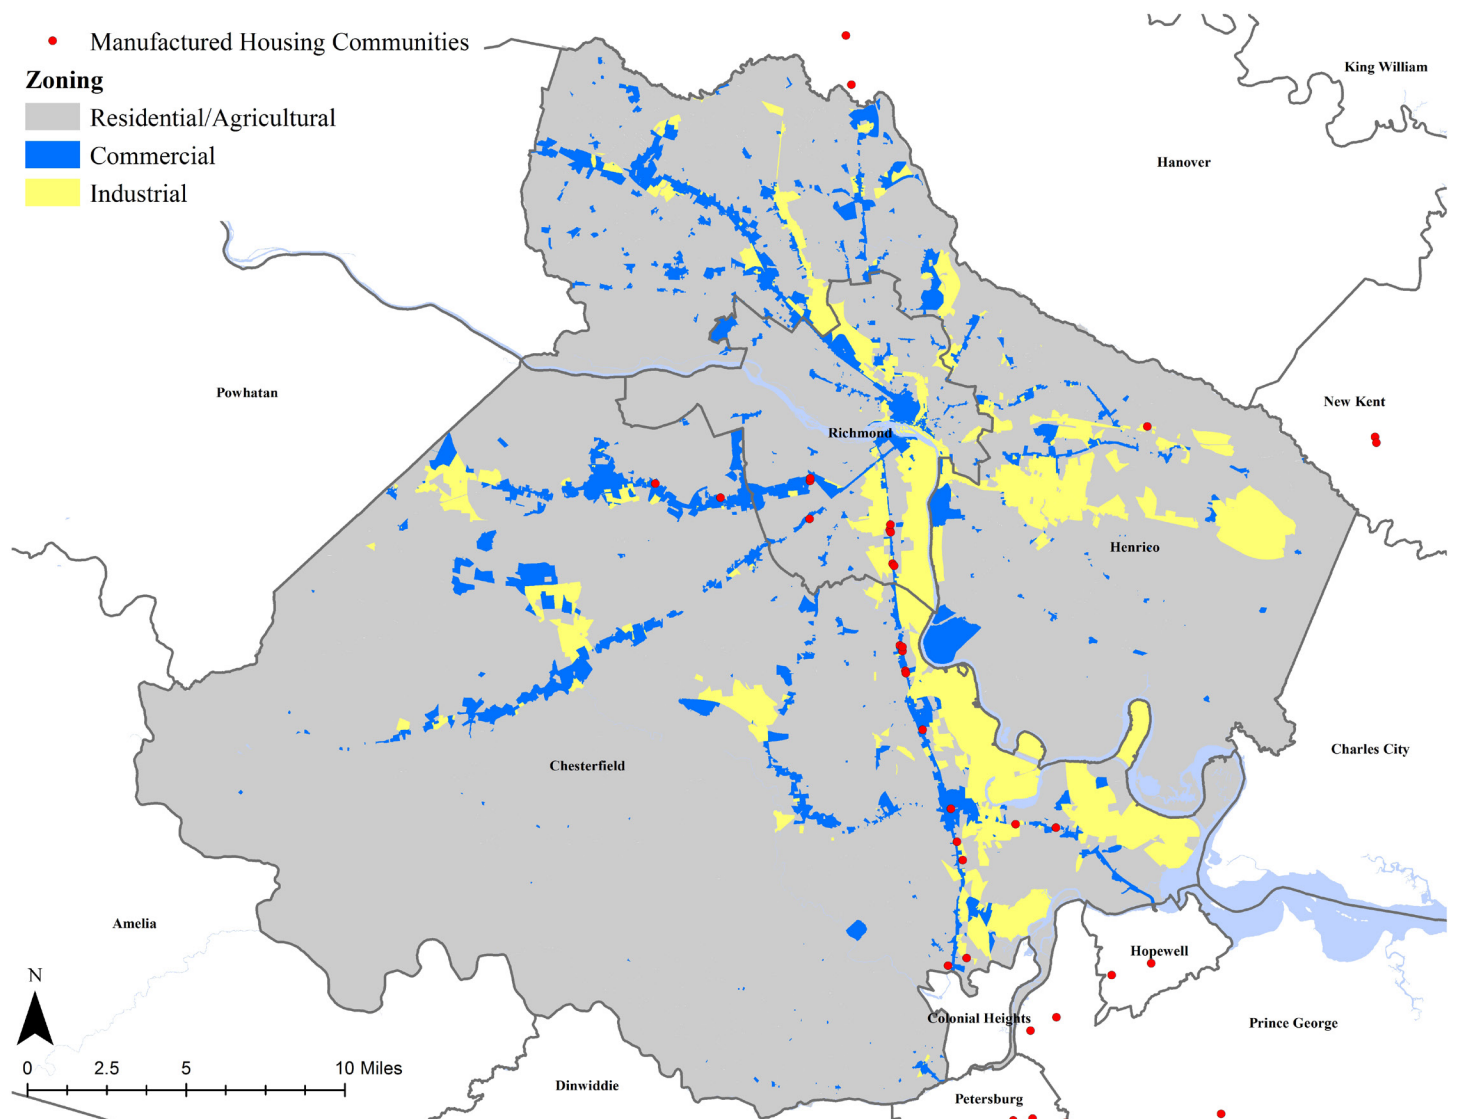 Manufactured Housing Communities
Zoning
Residential/Agricultural
Commercial
Industrial
King William
Hanover
Powhatan
New Kent
Richmond
Henrico
Charles City
Chesterfield
Amelia
Hopewell
Colonial Heights
Prince George
Dinwiddie
Petersburg
N
0 2.5 5 10 Miles